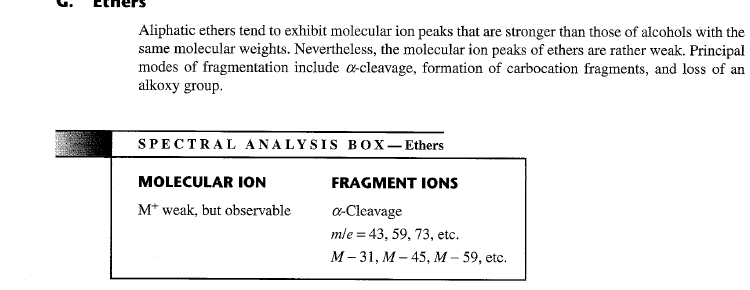 G. Ethers
Aliphatic ethers tend to exhibit molecular ion peaks that are stronger than those of alcohols with the
same molecular weights. Nevertheless, the molecular ion peaks of ethers are rather weak. Principal
modes of fragmentation include α-cleavage, formation of carbocation fragments, and loss of an
alkoxy group.
SPECTRAL ANALYSIS BOX—Ethers
MOLECULAR ION FRAGMENT IONS
M⁺ weak, but observable α-Cleavage
m/e = 43, 59, 73, etc.
M – 31, M – 45, M – 59, etc.